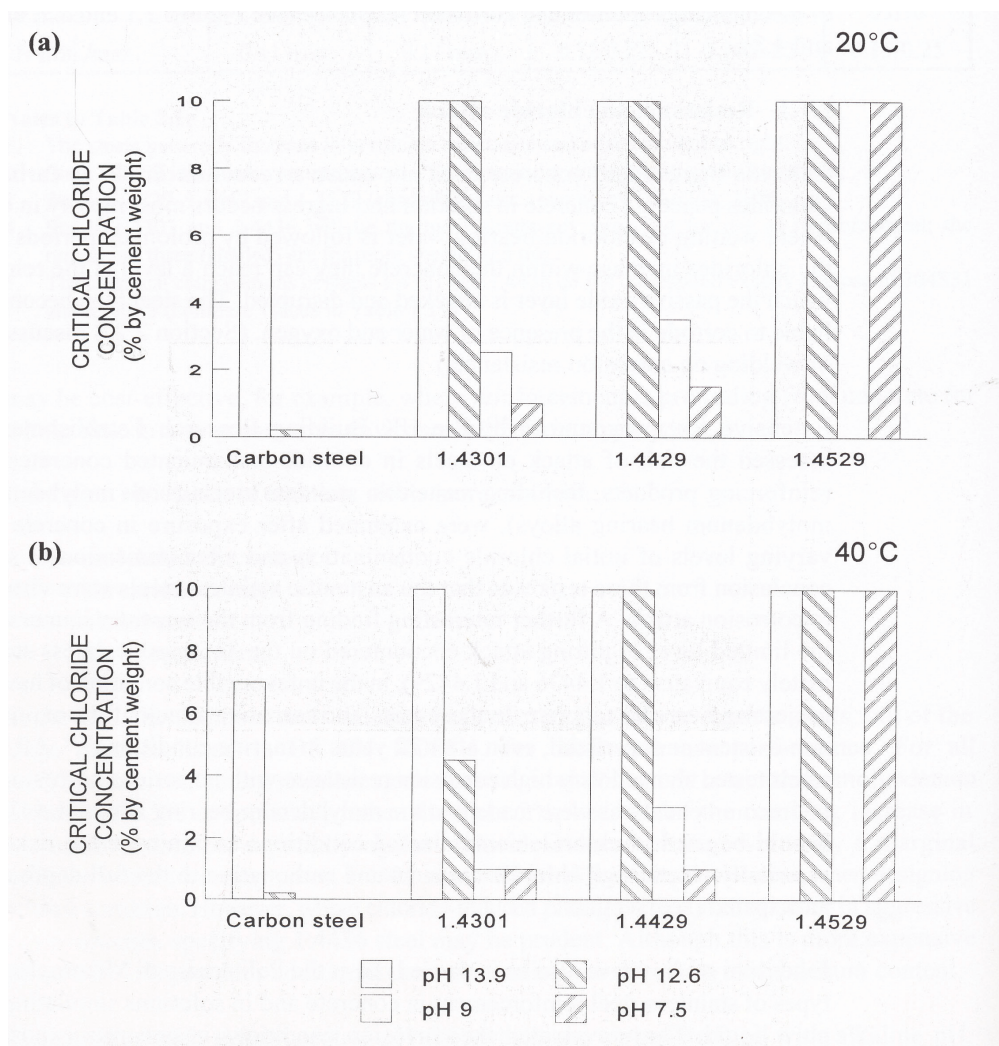 (a)
20°C
CRITICAL CHLORIDE
CONCENTRATION
(% by cement weight)
10
8
6
4
2
0
Carbon steel
1.4301
1.4429
1.4529
(b)
40°C
CRITICAL CHLORIDE
CONCENTRATION
(% by cement weight)
10
8
6
4
2
0
Carbon steel
1.4301
1.4429
1.4529
pH 13.9
pH 12.6
pH 9
pH 7.5